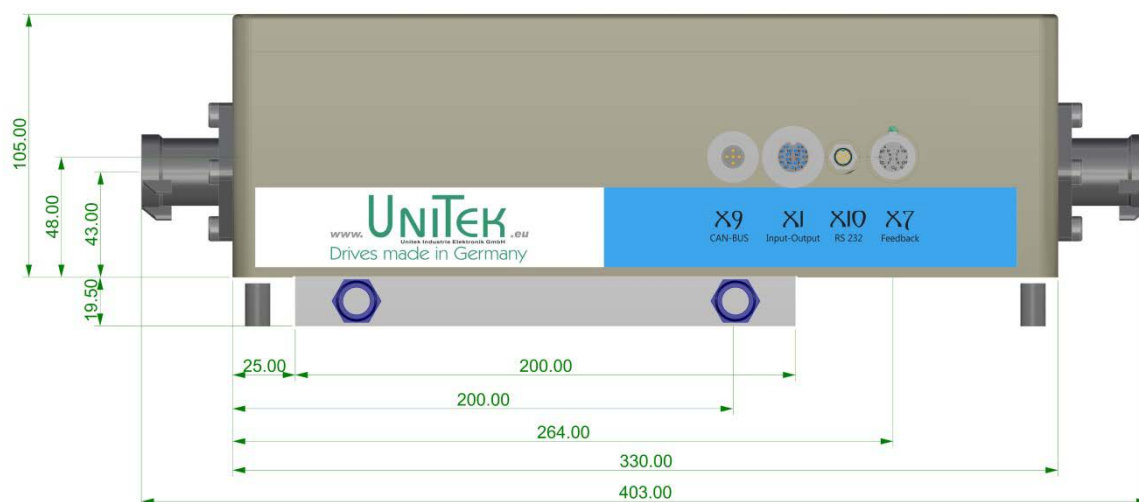 105.00
48.00
43.00
19.50
www. UNITEK .eu
Unitek Industrie Elektronik GmbH
Drives made in Germany
X9 X1 X10 X7
CAN-BUS Input-Output RS 232 Feedback
25.00 200.00
200.00
264.00
330.00
403.00